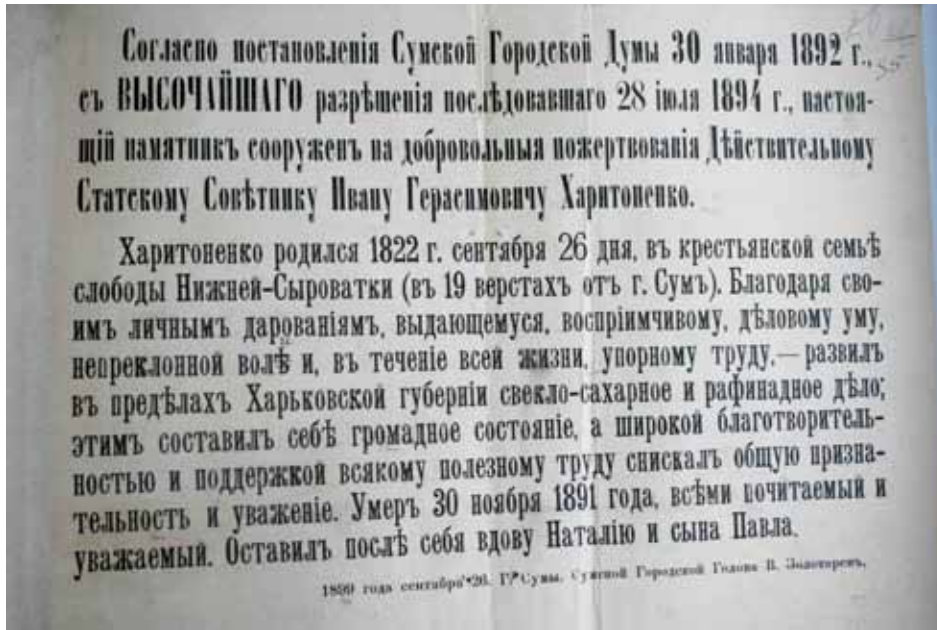 Согласно постановленія Сумской Городской Думы 30 января 1892 г.,
съ ВЫСОЧАЙШАГО разрѣшенія послѣдовавшаго 28 іюля 1894 г., настоя-
щій памятникъ сооруженъ на добровольныя пожертвованія Дѣйствительному
Статскому Совѣтнику Ивану Герасимовичу Харитоненко.
Харитоненко родился 1822 г. сентября 26 дня, въ крестьянской семьѣ
слободы Нижней-Сыроватки (въ 19 верстахъ отъ г. Сумъ). Благодаря сво-
имъ личнымъ дарованіямъ, выдающемуся, воспріимчивому, дѣловому уму,
непреклонной волѣ и, въ теченіе всей жизни, упорному труду,—развилъ
въ предѣлахъ Харьковской губерніи свекло-сахарное и рафинадное дѣло;
этимъ составилъ себѣ громадное состояніе, а широкой благотворитель-
ностью и поддержкой всякому полезному труду снискалъ общую призна-
тельность и уваженіе. Умеръ 30 ноября 1891 года, всѣми почитаемый и
уважаемый. Оставилъ послѣ себя вдову Наталію и сына Павла.
1899 года сентября 26. Г. Сумы. Сумской Городской Голова В. Золотаревъ.